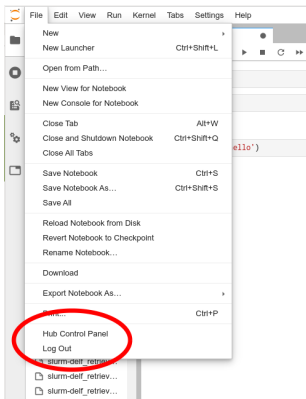 File Edit View Run Kernel Tabs Settings Help
New
New Launcher Ctrl+Shift+L
Open from Path…
New View for Notebook
New Console for Notebook
Close Tab Alt+W
Close and Shutdown Notebook Ctrl+Shift+Q
ello')
Close All Tabs
Save Notebook Ctrl+S
Save Notebook As… Ctrl+Shift+S
Save All
Reload Notebook from Disk
Revert Notebook to Checkpoint
Rename Notebook…
Download
Export Notebook As…
Print… Ctrl+P
Hub Control Panel
Log Out
slurm-delf_retriev…
slurm-delf_retriev…
slurm-delf_retriev…